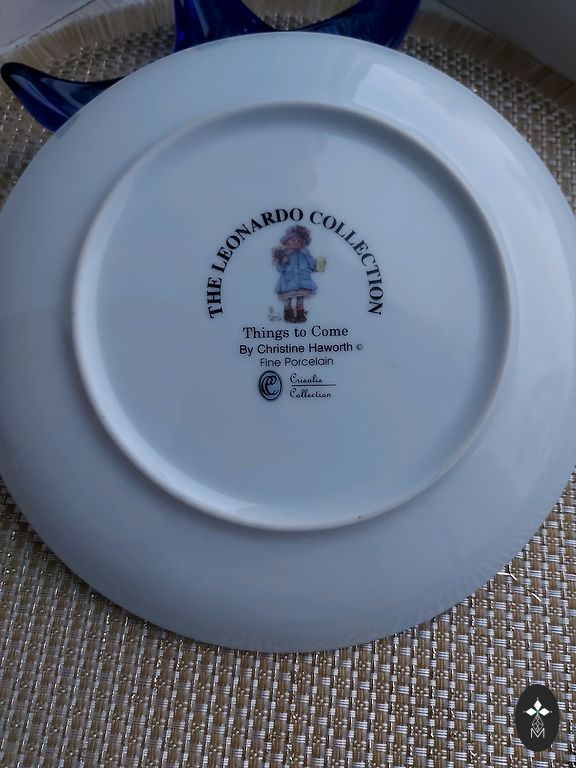 THE LEONARDO COLLECTION
Things to Come
By Christine Haworth ©
Fine Porcelain
Crisalis
Collection